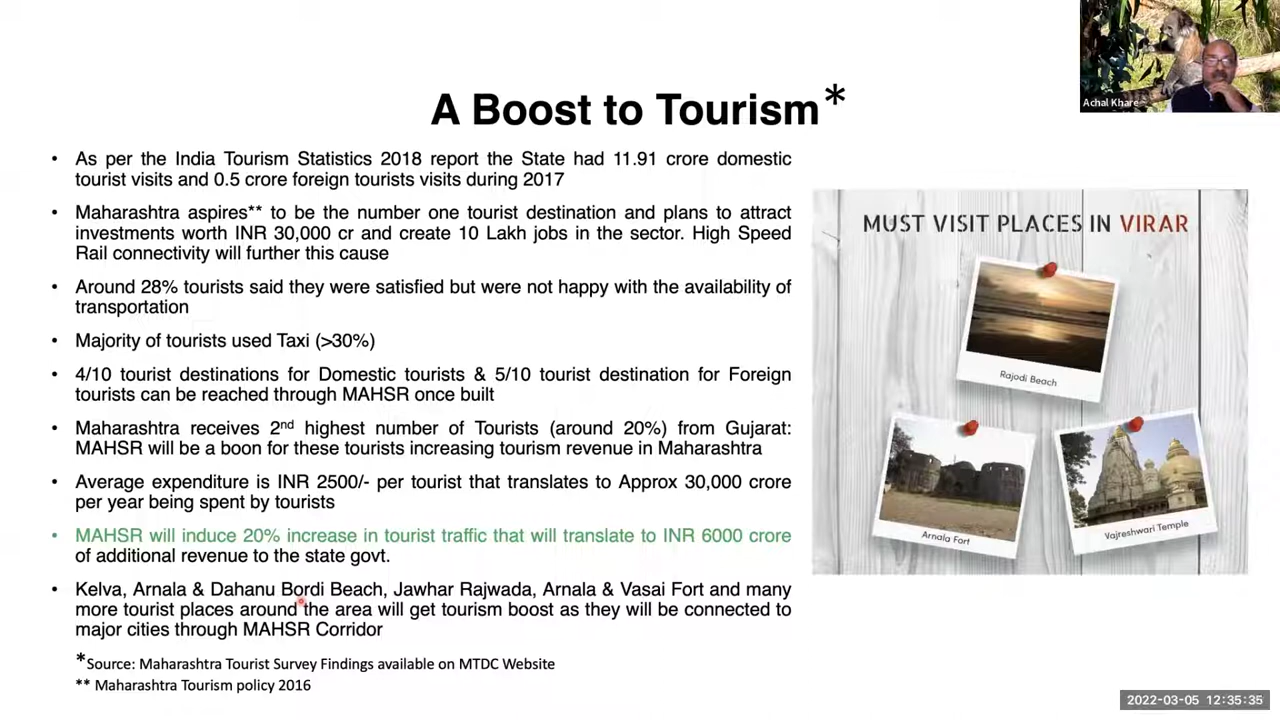 Achal Khare
A Boost to Tourism*
• As per the India Tourism Statistics 2018 report the State had 11.91 crore domestic
tourist visits and 0.5 crore foreign tourists visits during 2017
• Maharashtra aspires** to be the number one tourist destination and plans to attract
investments worth INR 30,000 cr and create 10 Lakh jobs in the sector. High Speed
Rail connectivity will further this cause
• Around 28% tourists said they were satisfied but were not happy with the availability of
transportation
• Majority of tourists used Taxi (>30%)
• 4/10 tourist destinations for Domestic tourists & 5/10 tourist destination for Foreign
tourists can be reached through MAHSR once built
• Maharashtra receives 2nd highest number of Tourists (around 20%) from Gujarat:
MAHSR will be a boon for these tourists increasing tourism revenue in Maharashtra
• Average expenditure is INR 2500/- per tourist that translates to Approx 30,000 crore
per year being spent by tourists
• MAHSR will induce 20% increase in tourist traffic that will translate to INR 6000 crore
of additional revenue to the state govt.
• Kelva, Arnala & Dahanu Bordi Beach, Jawhar Rajwada, Arnala & Vasai Fort and many
more tourist places around the area will get tourism boost as they will be connected to
major cities through MAHSR Corridor
*Source: Maharashtra Tourist Survey Findings available on MTDC Website
** Maharashtra Tourism policy 2016
MUST VISIT PLACES IN VIRAR
Rajodi Beach
Arnala Fort
Vajreshwari Temple
2022-03-05 12:35:35